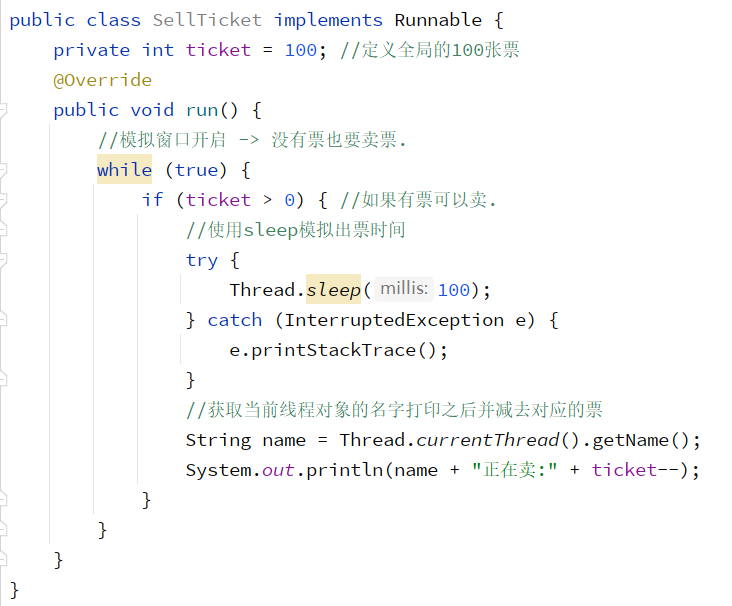 public class SellTicket implements Runnable {
    private int ticket = 100; //定义全局的100张票
    @Override
    public void run() {
        //模拟窗口开启 -> 没有票也要卖票.
        while (true) {
            if (ticket > 0) { //如果有票可以卖.
                //使用sleep模拟出票时间
                try {
                    Thread.sleep( millis: 100);
                } catch (InterruptedException e) {
                    e.printStackTrace();
                }
                //获取当前线程对象的名字打印之后并减去对应的票
                String name = Thread.currentThread().getName();
                System.out.println(name + "正在卖:" + ticket--);
            }
        }
    }
}